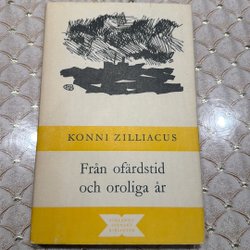 KONNI ZILLIACUS
Från ofärdstid
och oroliga år